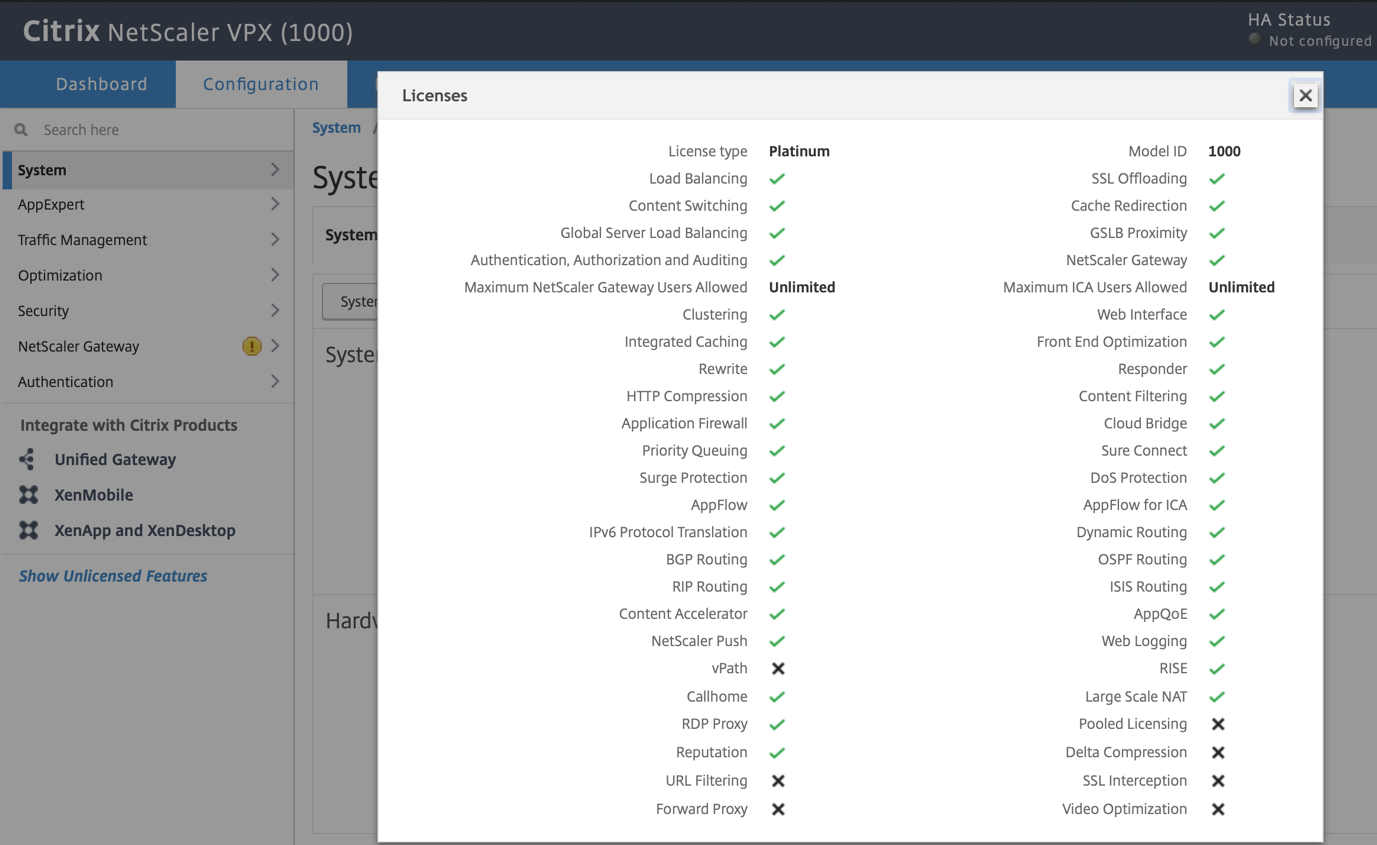 Citrix NetScaler VPX (1000)
HA Status
Not configured
Dashboard
Configuration
Search here
System
AppExpert
Traffic Management
Optimization
Security
NetScaler Gateway
Authentication
Integrate with Citrix Products
Unified Gateway
XenMobile
XenApp and XenDesktop
Show Unlicensed Features
System /
Syste
System
Syster
Syste
Hardv
Licenses
License type Platinum Model ID 1000
Load Balancing SSL Offloading
Content Switching Cache Redirection
Global Server Load Balancing GSLB Proximity
Authentication, Authorization and Auditing NetScaler Gateway
Maximum NetScaler Gateway Users Allowed Unlimited Maximum ICA Users Allowed Unlimited
Clustering Web Interface
Integrated Caching Front End Optimization
Rewrite Responder
HTTP Compression Content Filtering
Application Firewall Cloud Bridge
Priority Queuing Sure Connect
Surge Protection DoS Protection
AppFlow AppFlow for ICA
IPv6 Protocol Translation Dynamic Routing
BGP Routing OSPF Routing
RIP Routing ISIS Routing
Content Accelerator AppQoE
NetScaler Push Web Logging
vPath RISE
Callhome Large Scale NAT
RDP Proxy Pooled Licensing
Reputation Delta Compression
URL Filtering SSL Interception
Forward Proxy Video Optimization